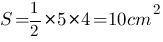 S = 1/2 * 5 * 4 = 10cm²